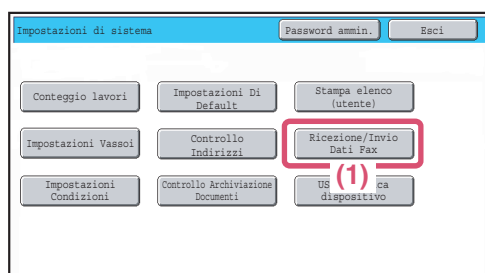 Impostazioni di sistema
Password ammin.
Esci
Conteggio lavori
Impostazioni Di
Default
Stampa elenco
(utente)
Impostazioni Vassoi
Controllo
Indirizzi
Ricezione/Invio
Dati Fax
Impostazioni
Condizioni
Controllo Archiviazione
Documenti
(1)
dispositivo